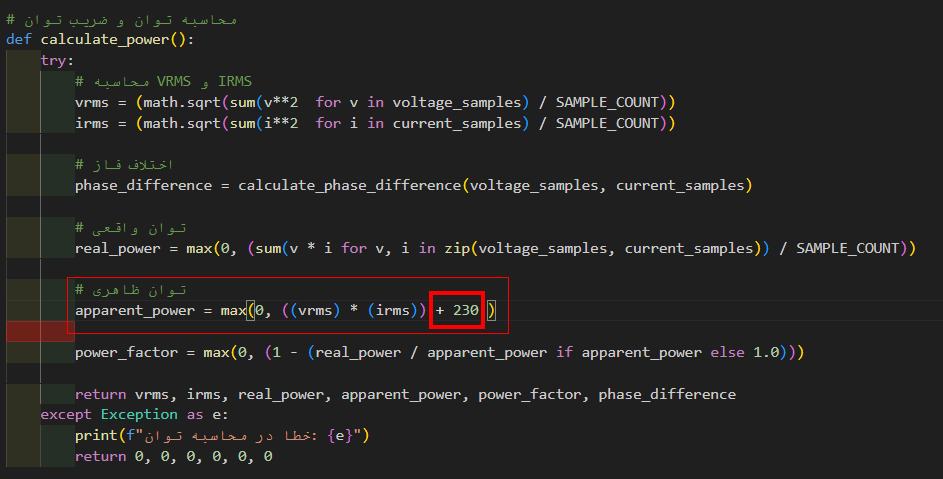 # محاسبه توان و ضریب توان
def calculate_power():
    try:
        # محاسبه VRMS و IRMS
        vrms = (math.sqrt(sum(v**2  for v in voltage_samples) / SAMPLE_COUNT))
        irms = (math.sqrt(sum(i**2  for i in current_samples) / SAMPLE_COUNT))
        # اختلاف فاز
        phase_difference = calculate_phase_difference(voltage_samples, current_samples)
        # توان واقعی
        real_power = max(0, (sum(v * i for v, i in zip(voltage_samples, current_samples)) / SAMPLE_COUNT))
        # توان ظاهری
        apparent_power = max(0, ((vrms) * (irms)) + 230 )
        power_factor = max(0, (1 - (real_power / apparent_power if apparent_power else 1.0)))
        return vrms, irms, real_power, apparent_power, power_factor, phase_difference
    except Exception as e:
        print(f"خطا در محاسبه توان: {e}")
        return 0, 0, 0, 0, 0, 0